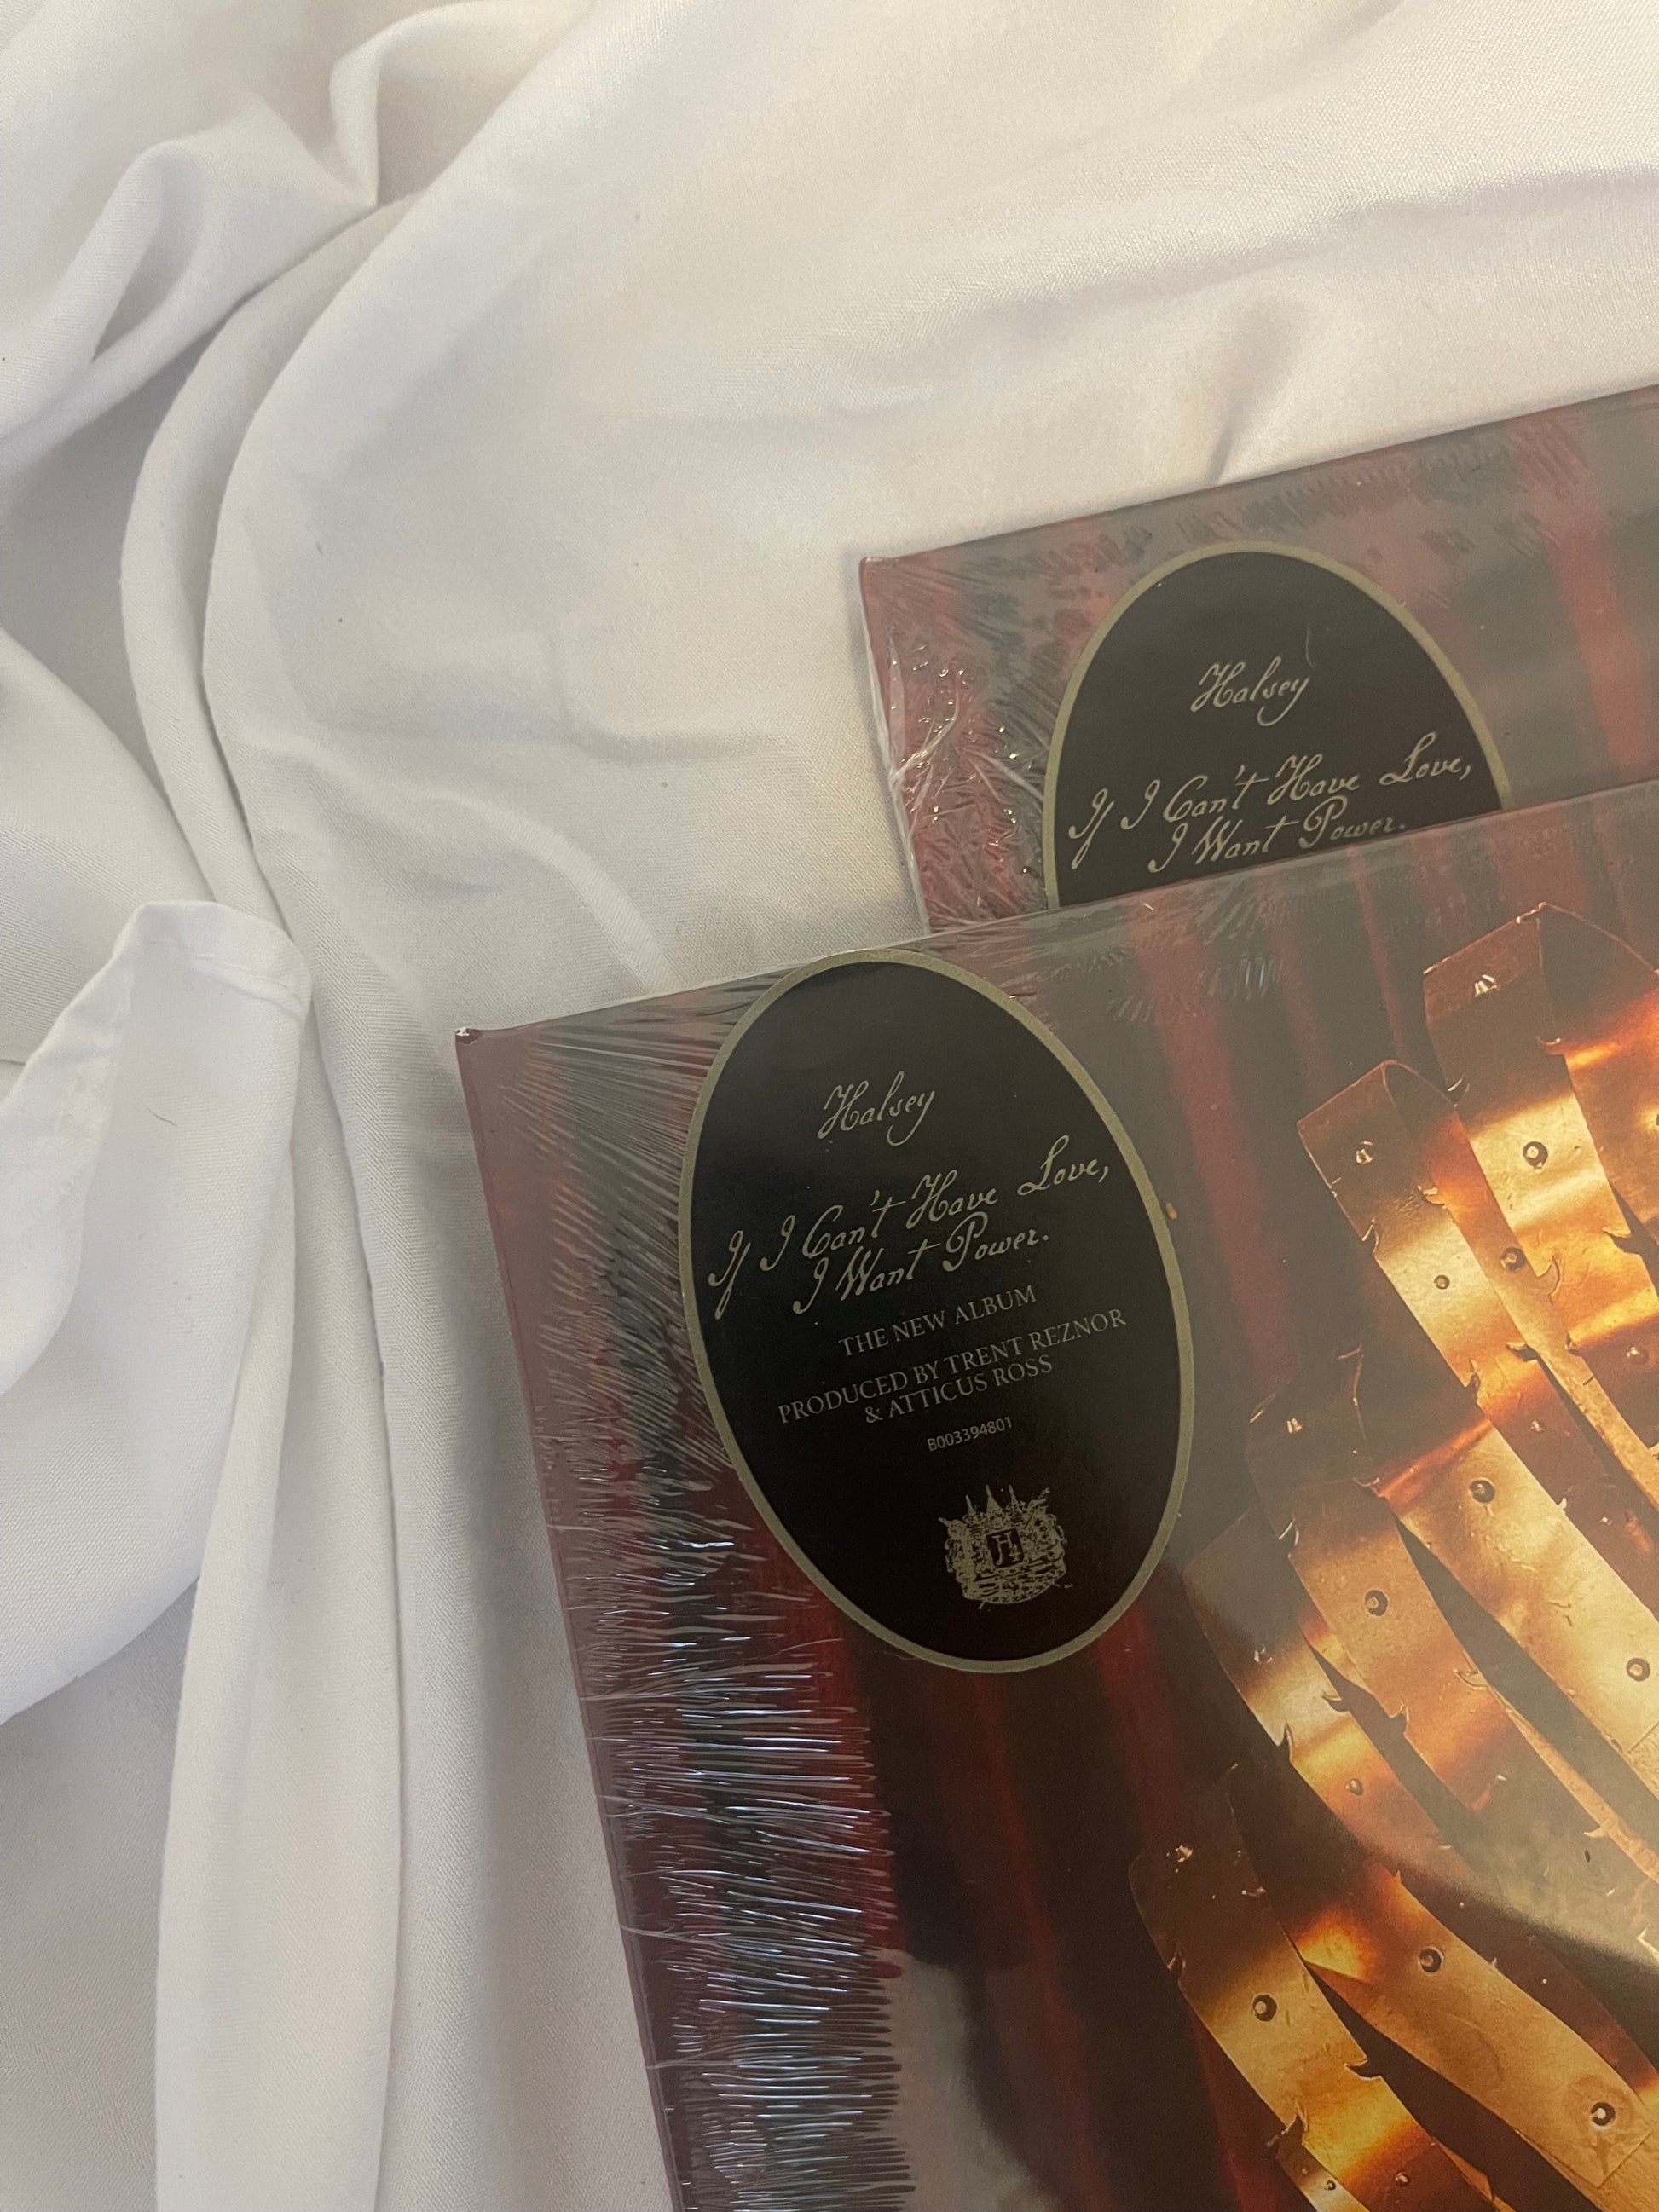 Halsey
If I Can't Have Love,
I Want Power.
Halsey
If I Can't Have Love,
I Want Power.
THE NEW ALBUM
PRODUCED BY TRENT REZNOR
& ATTICUS ROSS
B003394801
H4